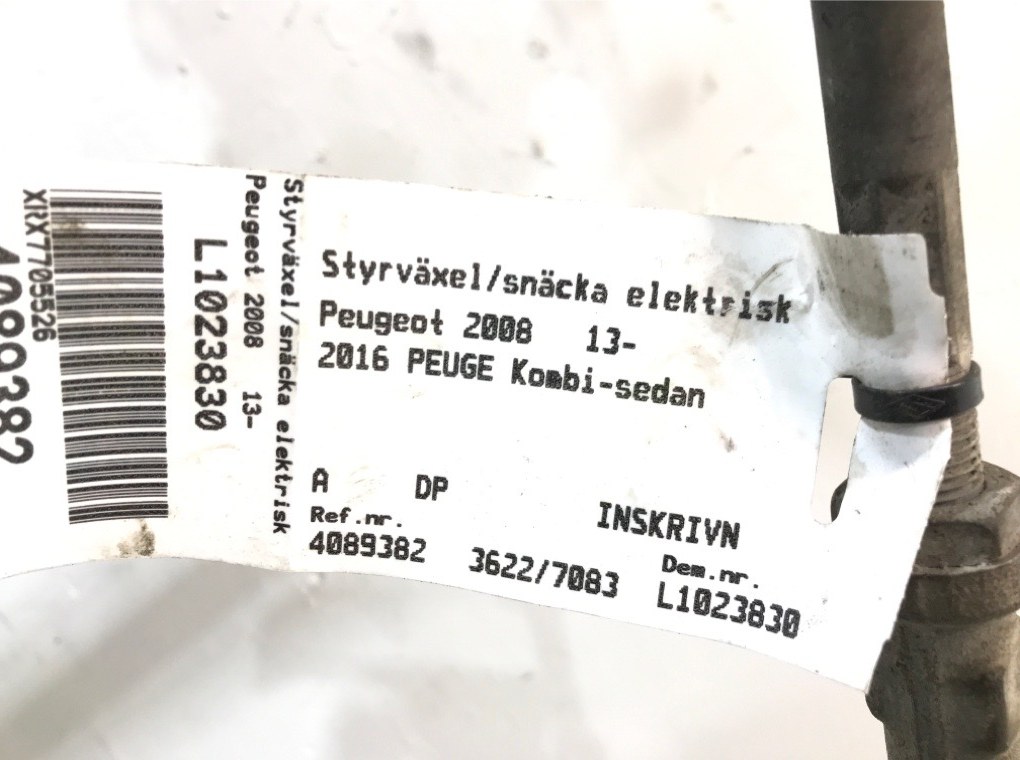 Styrväxel/snäcka elektrisk
Peugeot 2008 13-
2016 PEUGE Kombi-sedan
A DP INSKRIVN
Ref.nr. Dem.nr.
4089382 3622/7083 L1023830
Styrväxel/snäcka elektrisk
Peugeot 2008 13-
L1023830
XRX7705526
4089382